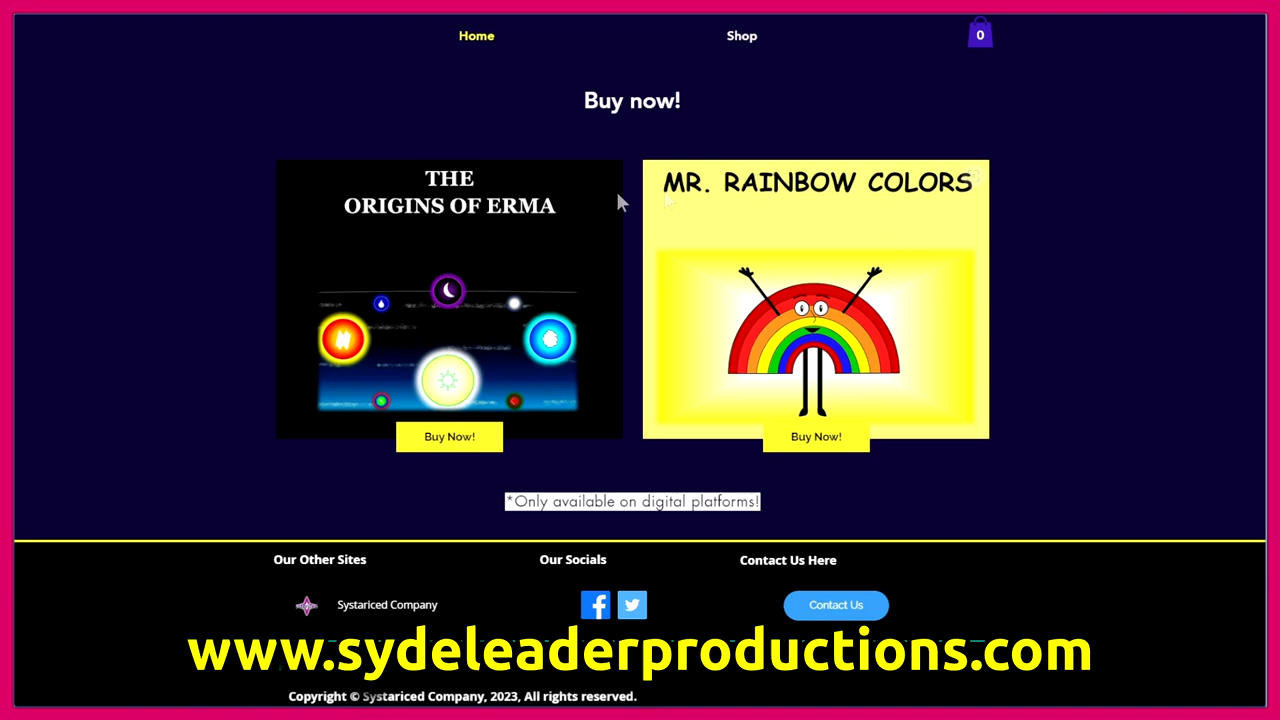 Home
Shop
0
Buy now!
THE
ORIGINS OF ERMA
MR. RAINBOW COLORS
Buy Now!
Buy Now!
*Only available on digital platforms!
Our Other Sites
Our Socials
Contact Us Here
Systariced Company
Contact Us
www.sydeleaderproductions.com
Copyright © Systariced Company, 2023, All rights reserved.